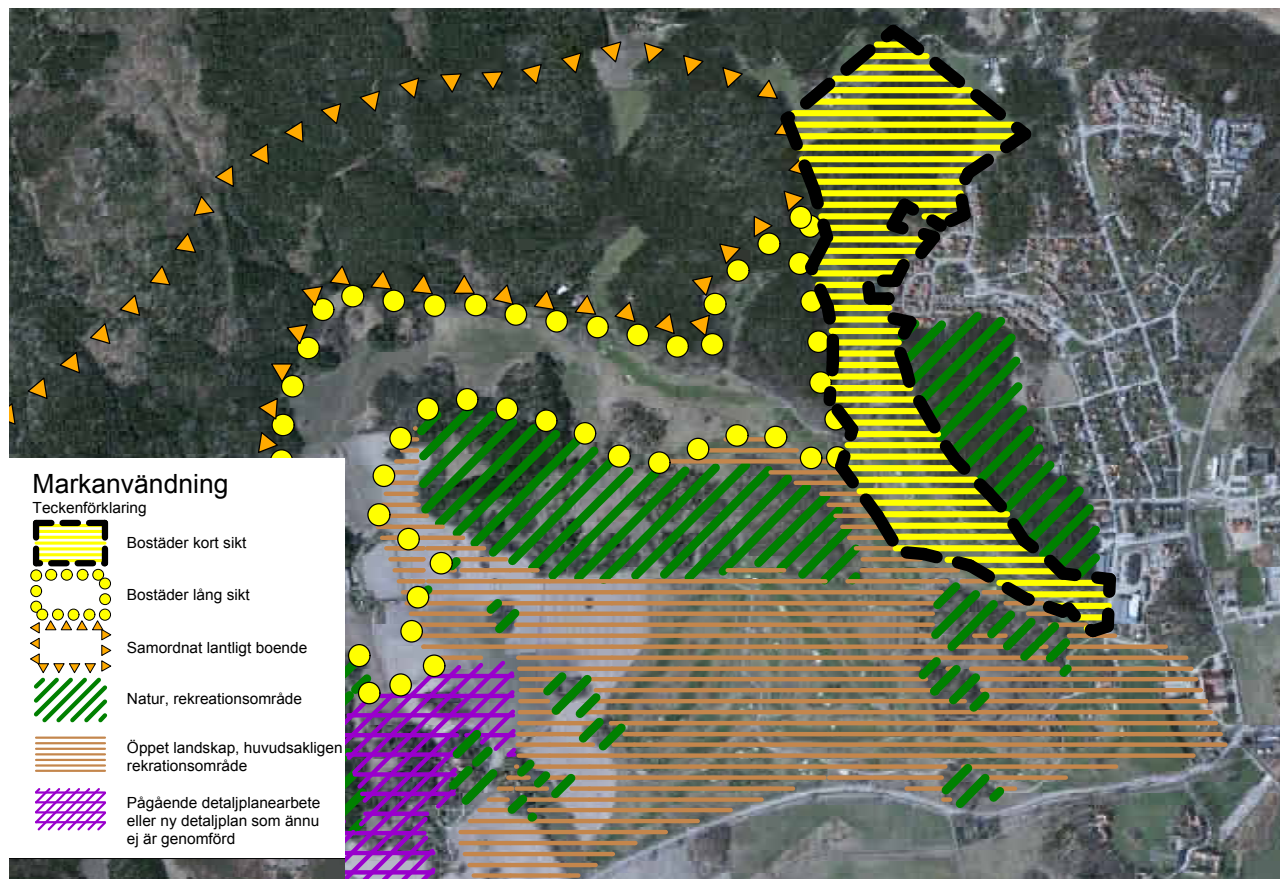 Markanvändning
Teckenförklaring
Bostäder kort sikt
Bostäder lång sikt
Samordnat lantligt boende
Natur, rekreationsområde
Öppet landskap, huvudsakligen
rekrationsområde
Pågående detaljplanearbete
eller ny detaljplan som ännu
ej är genomförd